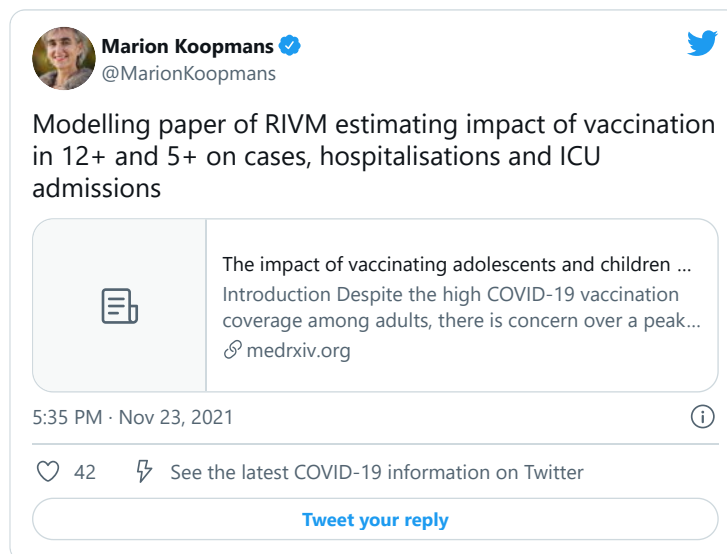 Marion Koopmans
@MarionKoopmans
Modelling paper of RIVM estimating impact of vaccination
in 12+ and 5+ on cases, hospitalisations and ICU
admissions
The impact of vaccinating adolescents and children ...
Introduction Despite the high COVID-19 vaccination
coverage among adults, there is concern over a peak...
medrxiv.org
5:35 PM · Nov 23, 2021
42 See the latest COVID-19 information on Twitter
Tweet your reply